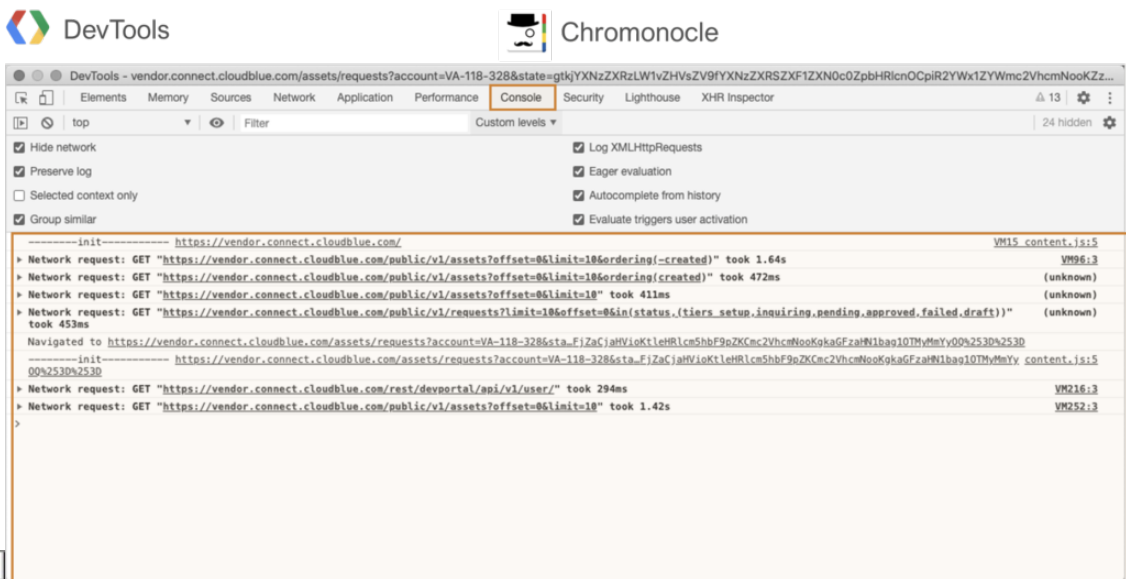 DevTools
Chromonocle
DevTools - vendor.connect.cloudblue.com/assets/requests?account=VA-118-328&state=gtkjYXNzZXRzLW1vZHVsZV9fYXNzZXRSZXF1ZXN0c0ZpbHRlcnOCpiR2YWx1ZYWmc2VhcmNooKZz...
Elements Memory Sources Network Application Performance Console Security Lighthouse XHR Inspector 13
top Filter Custom levels 24 hidden
Hide network Log XMLHttpRequests
Preserve log Eager evaluation
Selected context only Autocomplete from history
Group similar Evaluate triggers user activation
--------init----------- https://vendor.connect.cloudblue.com/ VM15 content.js:5
Network request: GET "https://vendor.connect.cloudblue.com/public/v1/assets?offset=0&limit=10&ordering(-created)" took 1.64s VM96:3
Network request: GET "https://vendor.connect.cloudblue.com/public/v1/assets?offset=0&limit=10&ordering(created)" took 472ms (unknown)
Network request: GET "https://vendor.connect.cloudblue.com/public/v1/assets?offset=0&limit=10" took 411ms (unknown)
Network request: GET "https://vendor.connect.cloudblue.com/public/v1/requests?limit=10&offset=0&in(status,(tiers_setup,inquiring,pending,approved,failed,draft))" (unknown)
took 453ms
Navigated to https://vendor.connect.cloudblue.com/assets/requests?account=VA-118-328&sta…FjZaCjaHVioKtleHRlcm5hbF9pZKCmc2VhcmNooKgkaGFzaHN1bag1OTMyMmYyOQ%253D%253D
--------init----------- https://vendor.connect.cloudblue.com/assets/requests?account=VA-118-328&sta…FjZaCjaHVioKtleHRlcm5hbF9pZKCmc2VhcmNooKgkaGFzaHN1bag1OTMyMmYy content.js:5
OQ%253D%253D
Network request: GET "https://vendor.connect.cloudblue.com/rest/devportal/api/v1/user/" took 294ms VM216:3
Network request: GET "https://vendor.connect.cloudblue.com/public/v1/assets?offset=0&limit=10" took 1.42s VM252:3